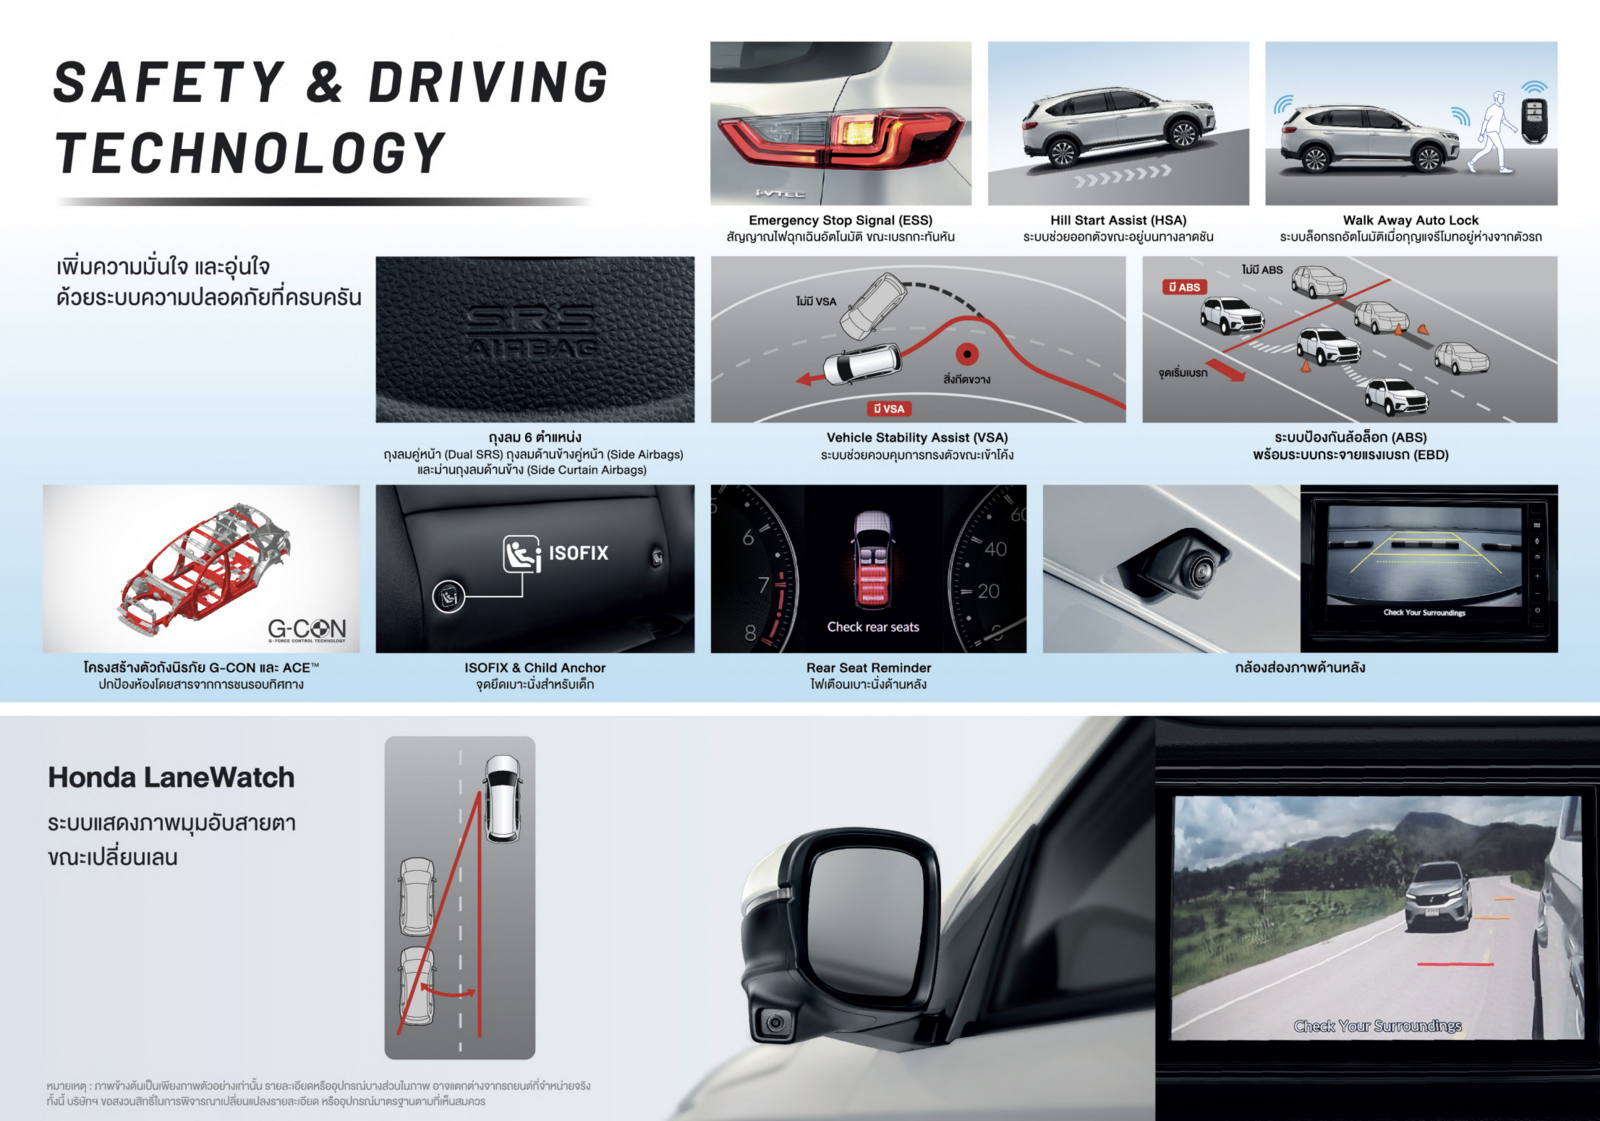 SAFETY & DRIVING
TECHNOLOGY
เพิ่มความมั่นใจ และอุ่นใจ
ด้วยระบบความปลอดภัยที่ครบครัน
i-VTEC
Emergency Stop Signal (ESS)
สัญญาณไฟฉุกเฉินอัตโนมัติ ขณะเบรกกะทันหัน
Hill Start Assist (HSA)
ระบบช่วยออกตัวขณะอยู่บนทางลาดชัน
Walk Away Auto Lock
ระบบล็อกรถอัตโนมัติเมื่อกุญแจรีโมทอยู่ห่างจากตัวรถ
SRS
AIRBAG
ถุงลม 6 ตำแหน่ง
ถุงลมคู่หน้า (Dual SRS) ถุงลมด้านข้างคู่หน้า (Side Airbags)
และม่านถุงลมด้านข้าง (Side Curtain Airbags)
ไม่มี VSA
สิ่งกีดขวาง
มี VSA
Vehicle Stability Assist (VSA)
ระบบช่วยควบคุมการทรงตัวขณะเข้าโค้ง
ไม่มี ABS
มี ABS
จุดเริ่มเบรก
ระบบป้องกันล้อล็อก (ABS)
พร้อมระบบกระจายแรงเบรก (EBD)
G-CON
G-FORCE CONTROL TECHNOLOGY
โครงสร้างตัวถังนิรภัย G-CON และ ACE™
ปกป้องห้องโดยสารจากการชนรอบทิศทาง
ISOFIX
ISOFIX & Child Anchor
จุดยึดเบาะนั่งสำหรับเด็ก
5
6
7
8
60
40
20
Check rear seats
Rear Seat Reminder
ไฟเตือนเบาะนั่งด้านหลัง
Check Your Surroundings
กล้องส่องภาพด้านหลัง
Honda LaneWatch
ระบบแสดงภาพมุมอับสายตา
ขณะเปลี่ยนเลน
Check Your Surroundings
หมายเหตุ : ภาพข้างต้นเป็นเพียงภาพตัวอย่างเท่านั้น รายละเอียดหรืออุปกรณ์บางส่วนในภาพ อาจแตกต่างจากรถยนต์ที่จำหน่ายจริง
ทั้งนี้ บริษัทฯ ขอสงวนสิทธิ์ในการพิจารณาเปลี่ยนแปลงรายละเอียด หรืออุปกรณ์มาตรฐานตามที่เห็นสมควร